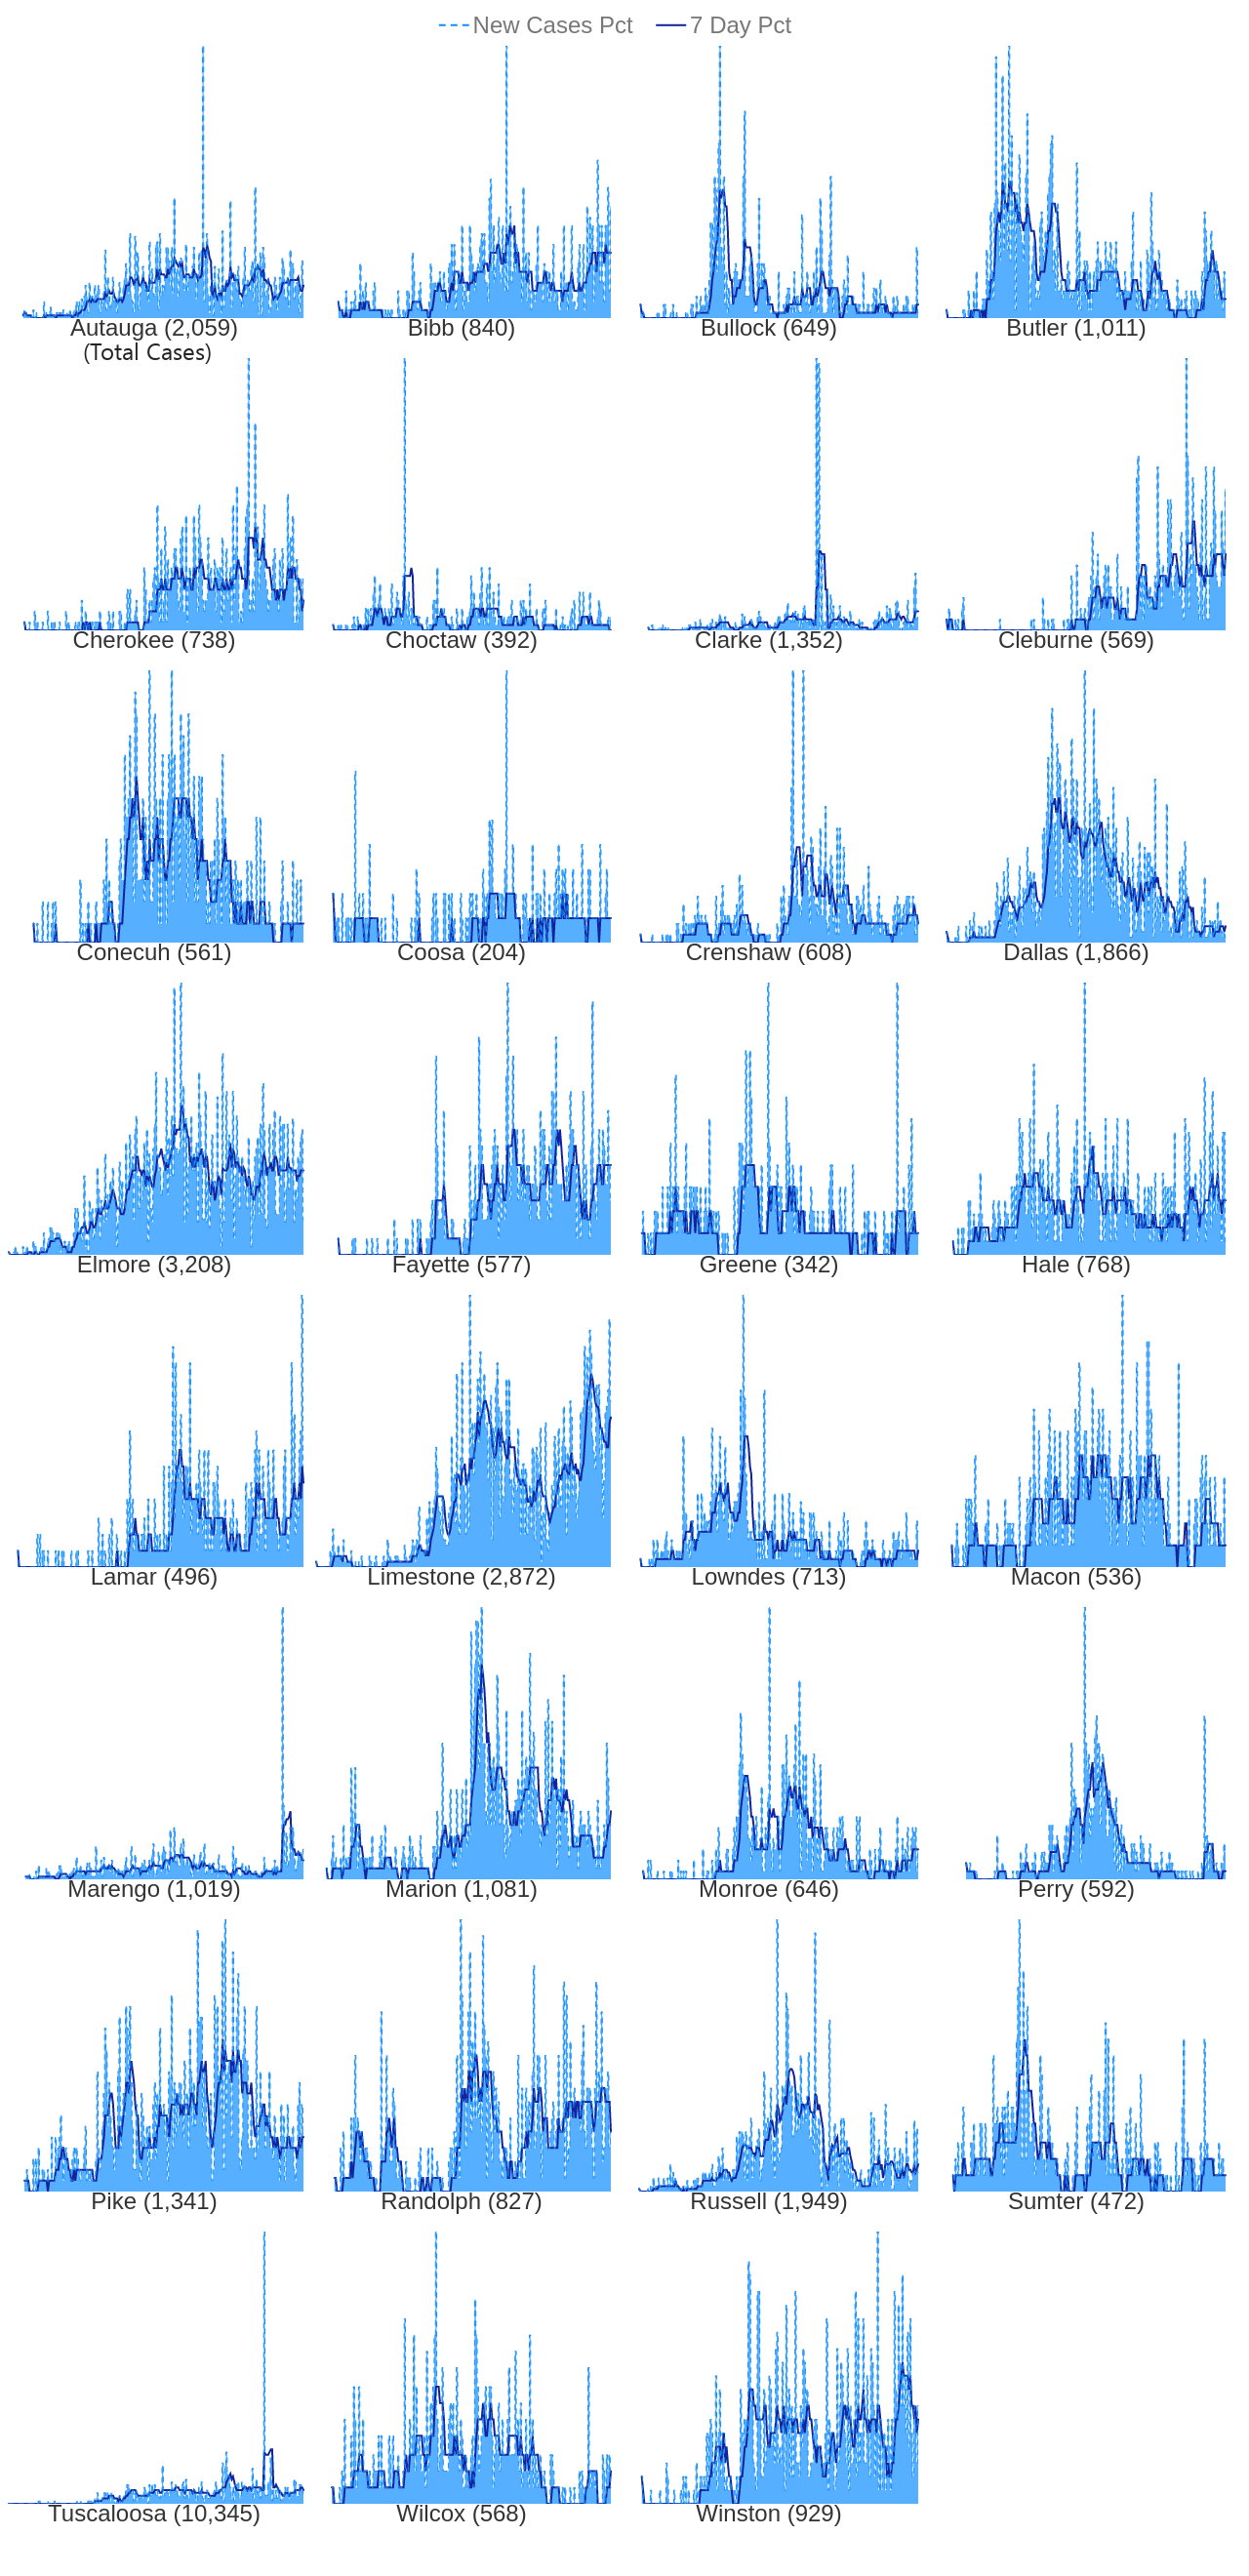 New Cases Pct 7 Day Pct
Autauga (2,059) Bibb (840) Bullock (649) Butler (1,011)
(Total Cases)
Cherokee (738) Choctaw (392) Clarke (1,352) Cleburne (569)
Conecuh (561) Coosa (204) Crenshaw (608) Dallas (1,866)
Elmore (3,208) Fayette (577) Greene (342) Hale (768)
Lamar (496) Limestone (2,872) Lowndes (713) Macon (536)
Marengo (1,019) Marion (1,081) Monroe (646) Perry (592)
Pike (1,341) Randolph (827) Russell (1,949) Sumter (472)
Tuscaloosa (10,345) Wilcox (568) Winston (929)